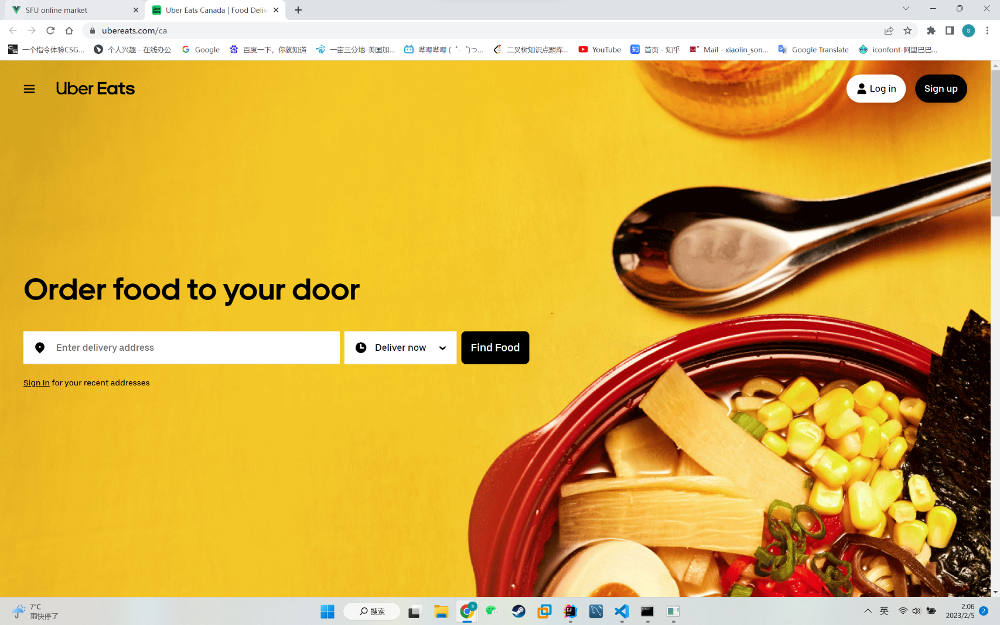 SFU online market
Uber Eats Canada | Food Deliv
ubereats.com/ca
一个指令体验CSG...
个人兴趣 - 在线办公
Google
百度一下，你就知道
一亩三分地-美国加...
哔哩哔哩 (゜-゜)つ...
二叉树知识点题库...
YouTube
首页 - 知乎
Mail - xiaolin_son...
Google Translate
iconfont-阿里巴巴...
Uber Eats
Log in
Sign up
Order food to your door
Enter delivery address
Deliver now
Find Food
Sign In for your recent addresses
7°C
雨快停了
搜索
英
2:06
2023/2/5
2